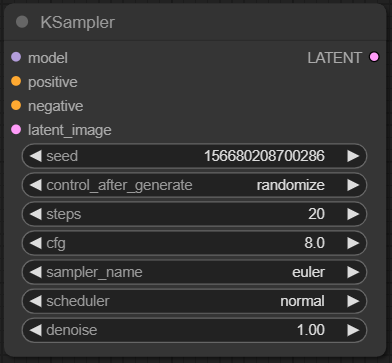 KSampler
model LATENT
positive
negative
latent_image
seed 156680208700286
control_after_generate randomize
steps 20
cfg 8.0
sampler_name euler
scheduler normal
denoise 1.00